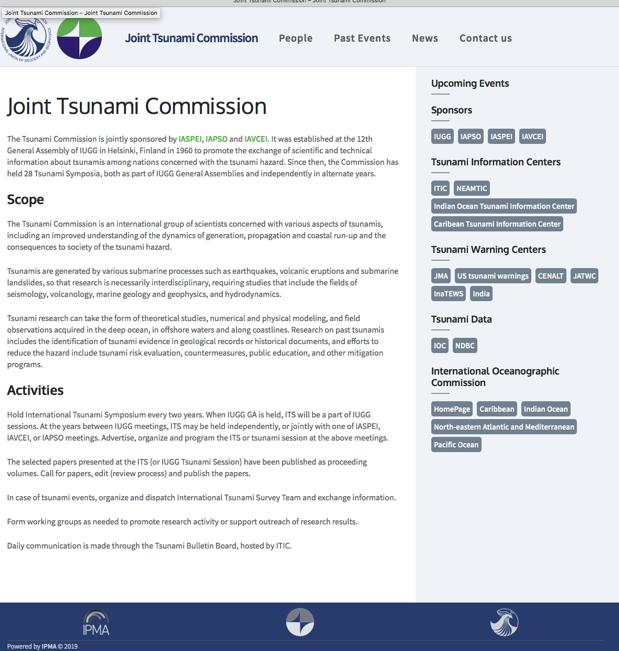 Joint Tsunami Commission – Joint Tsunami Commission
Joint Tsunami Commission – Joint Tsunami Commission
Joint Tsunami Commission People Past Events News Contact us
Joint Tsunami Commission
The Tsunami Commission is jointly sponsored by IASPEI, IAPSO and IAVCEI. It was established at the 12th
General Assembly of IUGG in Helsinki, Finland in 1960 to promote the exchange of scientific and technical
information about tsunamis among nations concerned with the tsunami hazard. Since then, the Commission has
held 28 Tsunami Symposia, both as part of IUGG General Assemblies and independently in alternate years.
Scope
The Tsunami Commission is an international group of scientists concerned with various aspects of tsunamis,
including an improved understanding of the dynamics of generation, propagation and coastal run-up and the
consequences to society of the tsunami hazard.
Tsunamis are generated by various submarine processes such as earthquakes, volcanic eruptions and submarine
landslides, so that research is necessarily interdisciplinary, requiring studies that include the fields of
seismology, volcanology, marine geology and geophysics, and hydrodynamics.
Tsunami research can take the form of theoretical studies, numerical and physical modeling, and field
observations acquired in the deep ocean, in offshore waters and along coastlines. Research on past tsunamis
includes the identification of tsunami evidence in geological records or historical documents, and efforts to
reduce the hazard include tsunami risk evaluation, countermeasures, public education, and other mitigation
programs.
Activities
Hold International Tsunami Symposium every two years. When IUGG GA is held, ITS will be a part of IUGG
sessions. At the years between IUGG meetings, ITS may be held independently, or jointly with one of IASPEI,
IAVCEI, or IAPSO meetings. Advertise, organize and program the ITS or tsunami session at the above meetings.
The selected papers presented at the ITS (or IUGG Tsunami Session) have been published as proceeding
volumes. Call for papers, edit (review process) and publish the papers.
In case of tsunami events, organize and dispatch International Tsunami Survey Team and exchange information.
Form working groups as needed to promote research activity or support outreach of research results.
Daily communication is made through the Tsunami Bulletin Board, hosted by ITIC.
Upcoming Events
Sponsors
IUGG IAPSO IASPEI IAVCEI
Tsunami Information Centers
ITIC NEAMTIC
Indian Ocean Tsunami Information Center
Caribean Tsunami Information Center
Tsunami Warning Centers
JMA US tsunami warnings CENALT JATWC
InaTEWS India
Tsunami Data
IOC NDBC
International Oceanographic
Commission
HomePage Caribbean Indian Ocean
North-eastern Atlantic and Mediterranean
Pacific Ocean
IPMA
Powered by IPMA © 2019